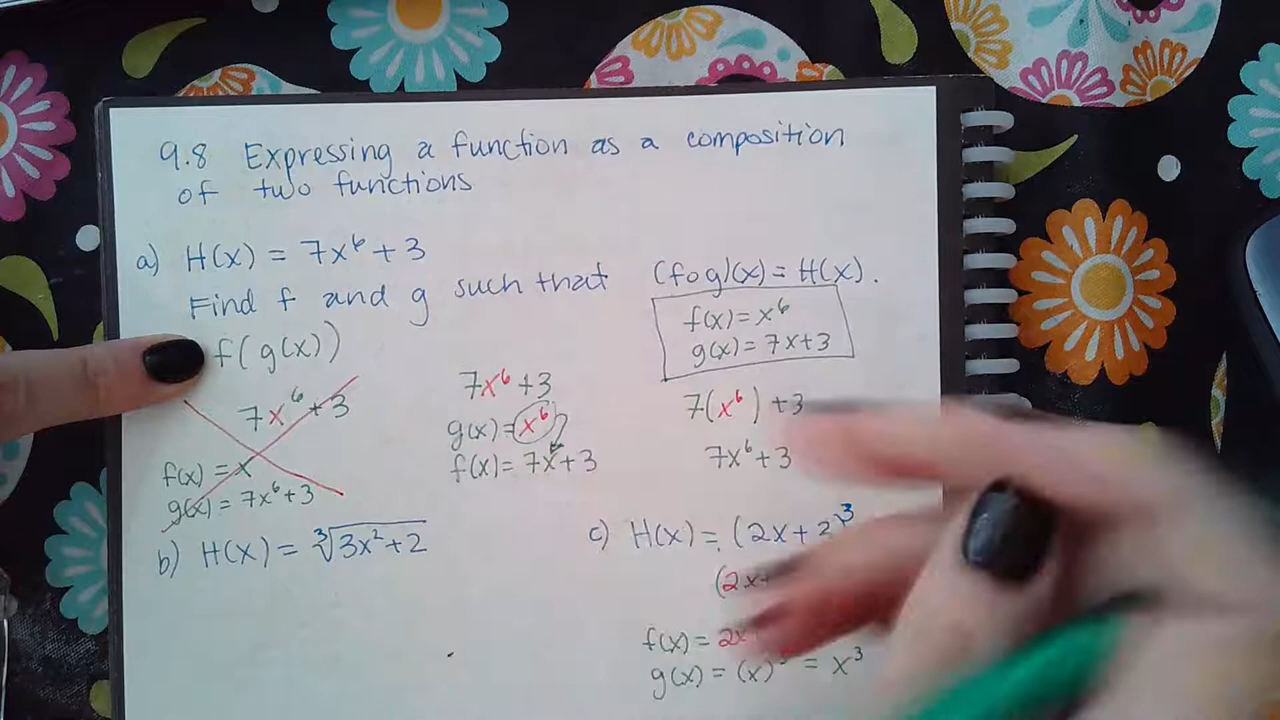 9.8 Expressing a function as a composition
of two functions
a) H(x) = 7x⁶ + 3
Find f and g such that (f∘g)(x) = H(x).
f(x) = x⁶
g(x) = 7x + 3
f(g(x))
7x⁶ + 3
f(x) = x
g(x) = 7x⁶ + 3
7x⁶ + 3
g(x) = x⁶
f(x) = 7x + 3
7(x⁶) + 3
7x⁶ + 3
b) H(x) = ∛(3x² + 2)
c) H(x) = (2x + 2)³
(2x
f(x) = 2x
g(x) = (x)³ = x³